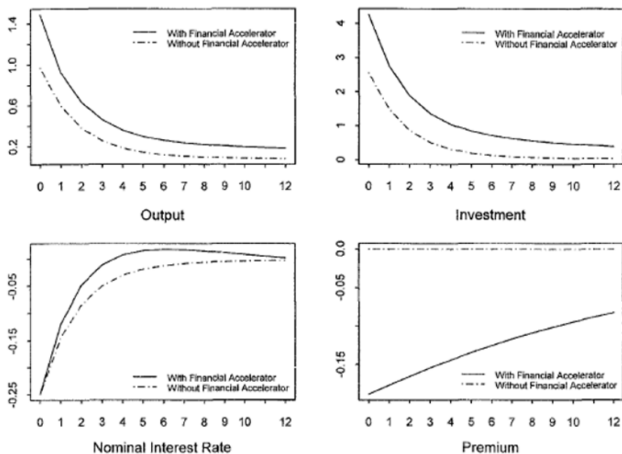 1.4
1.0
0.6
0.2
With Financial Accelerator
Without Financial Accelerator
0 1 2 3 4 5 6 7 8 9 10 12
Output
4
3
2
1
0
With Financial Accelerator
Without Financial Accelerator
0 1 2 3 4 5 6 7 8 9 10 12
Investment
-0.05
-0.15
-0.25
With Financial Accelerator
Without Financial Accelerator
0 1 2 3 4 5 6 7 8 9 10 12
Nominal Interest Rate
0.0
-0.05
-0.15
With Financial Accelerator
Without Financial Accelerator
0 1 2 3 4 5 6 7 8 9 10 12
Premium